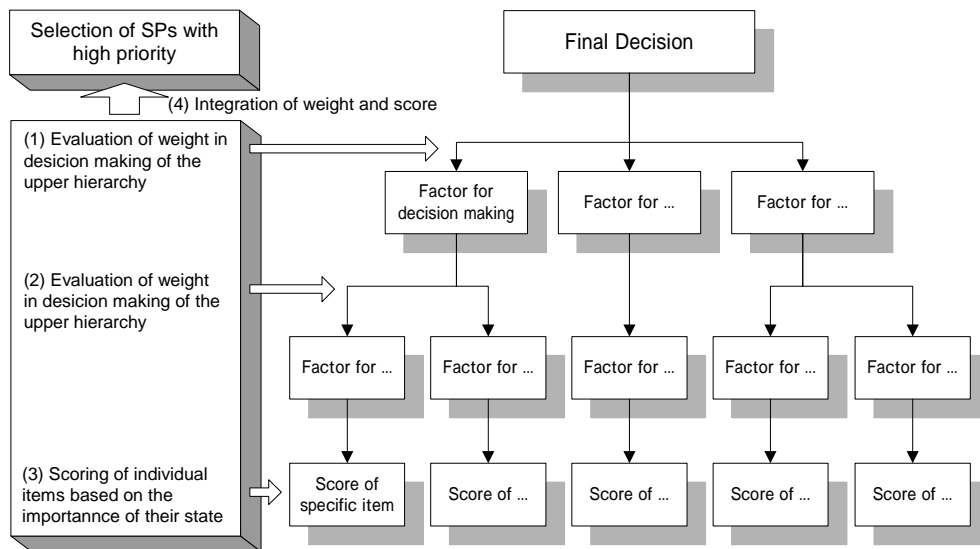 Selection of SPs with
high priority
Final Decision
(4) Integration of weight and score
(1) Evaluation of weight in
desicion making of the
upper hierarchy
Factor for
decision making
Factor for ...
Factor for ...
(2) Evaluation of weight
in desicion making of the
upper hierarchy
Factor for ...
Factor for ...
Factor for ...
Factor for ...
Factor for ...
(3) Scoring of individual
items based on the
importannce of their state
Score of
specific item
Score of ...
Score of ...
Score of ...
Score of ...